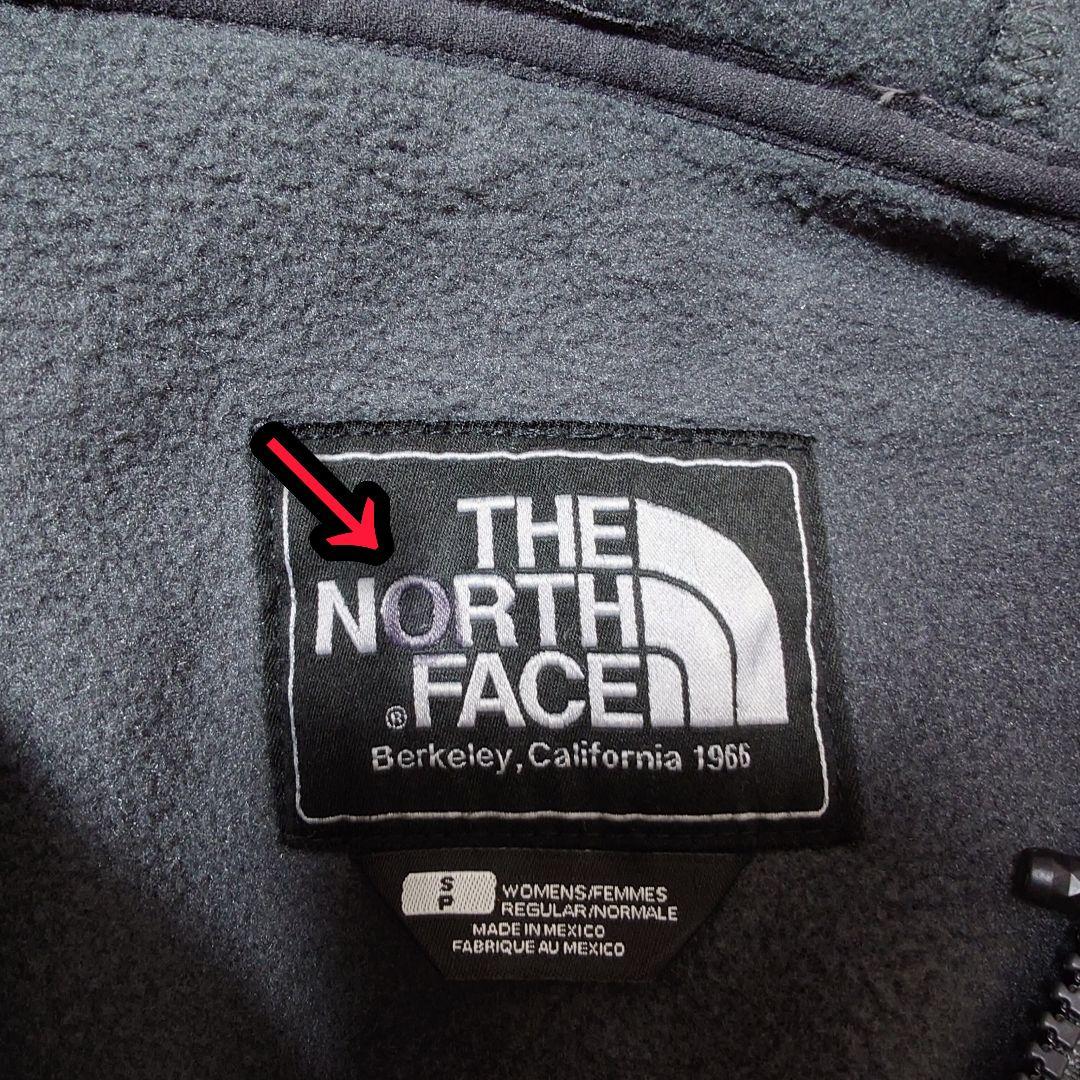 THE
NORTH
®FACE
Berkeley, California 1966
S
P
WOMENS/FEMMES
REGULAR/NORMALE
MADE IN MEXICO
FABRIQUE AU MEXICO